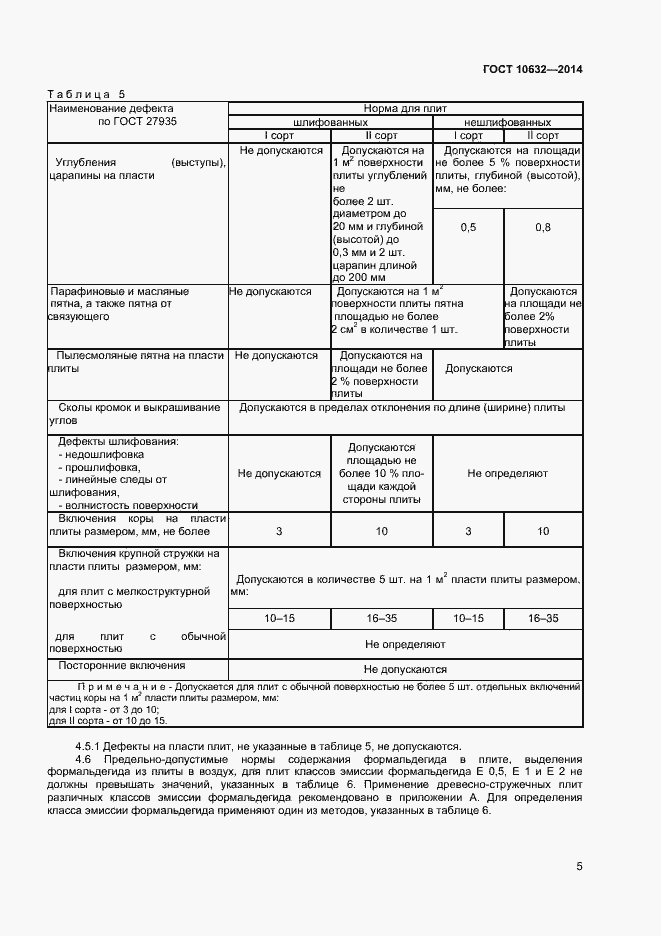 ГОСТ 10632—2014
Таблица 5
Наименование дефекта
по ГОСТ 27935
Норма для плит
шлифованных
нешлифованных
I сорт
II сорт
I сорт
II сорт
Углубления (выступы),
царапины на пласти
Не допускаются
Допускаются на
1 м² поверхности
плиты углублений
не
более 2 шт.
диаметром до
20 мм и глубиной
(высотой) до
0,3 мм и 2 шт.
царапин длиной
до 200 мм
Допускаются на площади
не более 5 % поверхности
плиты, глубиной (высотой),
мм, не более:
0,5
0,8
Парафиновые и масляные
пятна, а также пятна от
связующего
Не допускаются
Допускаются на 1 м²
поверхности плиты пятна
площадью не более
2 см² в количестве 1 шт.
Допускаются
на площади не
более 2%
поверхности
плиты
Пылесмоляные пятна на пласти
плиты
Не допускаются
Допускаются на
площади не более
2 % поверхности
плиты
Допускаются
Сколы кромок и выкрашивание
углов
Допускаются в пределах отклонения по длине (ширине) плиты
Дефекты шлифования:
- недошлифовка
- прошлифовка,
- линейные следы от
шлифования,
- волнистость поверхности
Не допускаются
Допускаются
площадью не
более 10 % пло-
щади каждой
стороны плиты
Не определяют
Включения коры на пласти
плиты размером, мм, не более
3
10
3
10
Включения крупной стружки на
пласти плиты размером, мм:
для плит с мелкоструктурной
поверхностью
Допускаются в количестве 5 шт. на 1 м² пласти плиты размером,
мм:
10–15
16–35
10–15
16–35
для плит с обычной
поверхностью
Не определяют
Посторонние включения
Не допускаются
Примечание - Допускается для плит с обычной поверхностью не более 5 шт. отдельных включений
частиц коры на 1 м² пласти плиты размером, мм:
для I сорта - от 3 до 10;
для II сорта - от 10 до 15.
4.5.1 Дефекты на пласти плит, не указанные в таблице 5, не допускаются.
4.6 Предельно-допустимые нормы содержания формальдегида в плите, выделения
формальдегида из плиты в воздух, для плит классов эмиссии формальдегида Е 0,5, Е 1 и Е 2 не
должны превышать значений, указанных в таблице 6. Применение древесно-стружечных плит
различных классов эмиссии формальдегида рекомендовано в приложении А. Для определения
класса эмиссии формальдегида применяют один из методов, указанных в таблице 6.
5